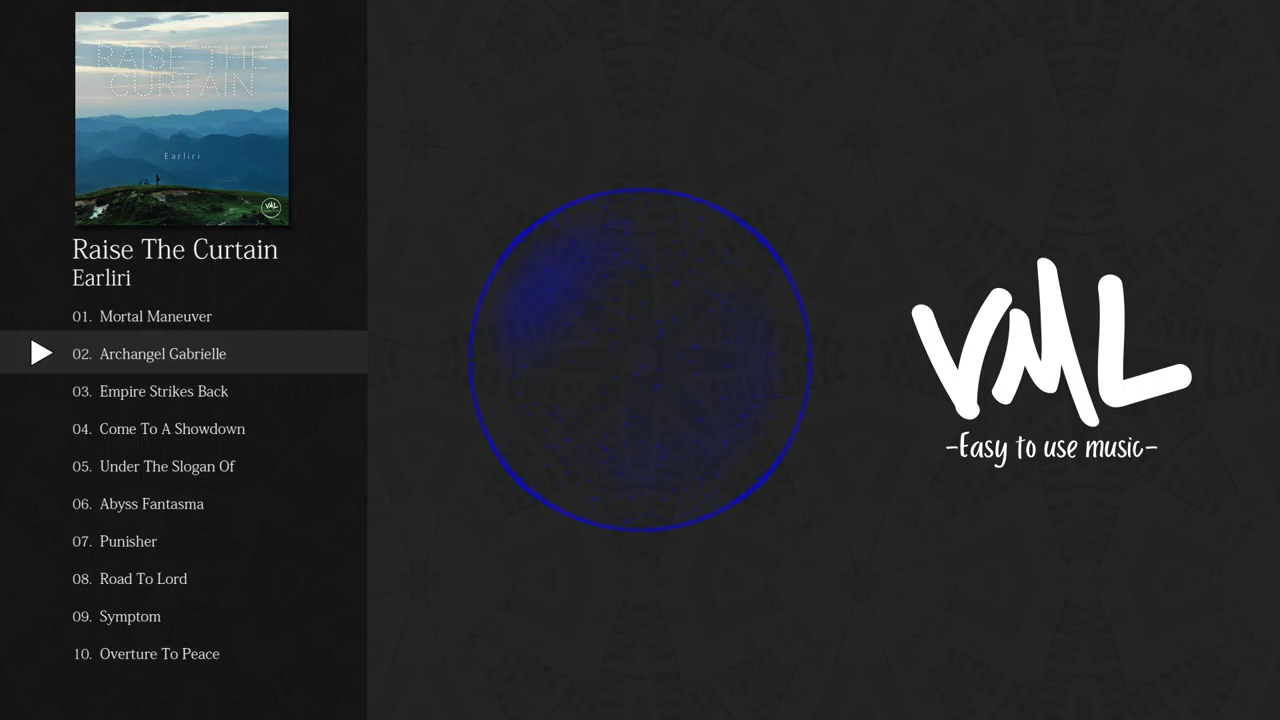 RAISE THE
CURTAIN
Earliri
VML
Raise The Curtain
Earliri
01. Mortal Maneuver
02. Archangel Gabrielle
03. Empire Strikes Back
04. Come To A Showdown
05. Under The Slogan Of
06. Abyss Fantasma
07. Punisher
08. Road To Lord
09. Symptom
10. Overture To Peace
VML
-Easy to use music-